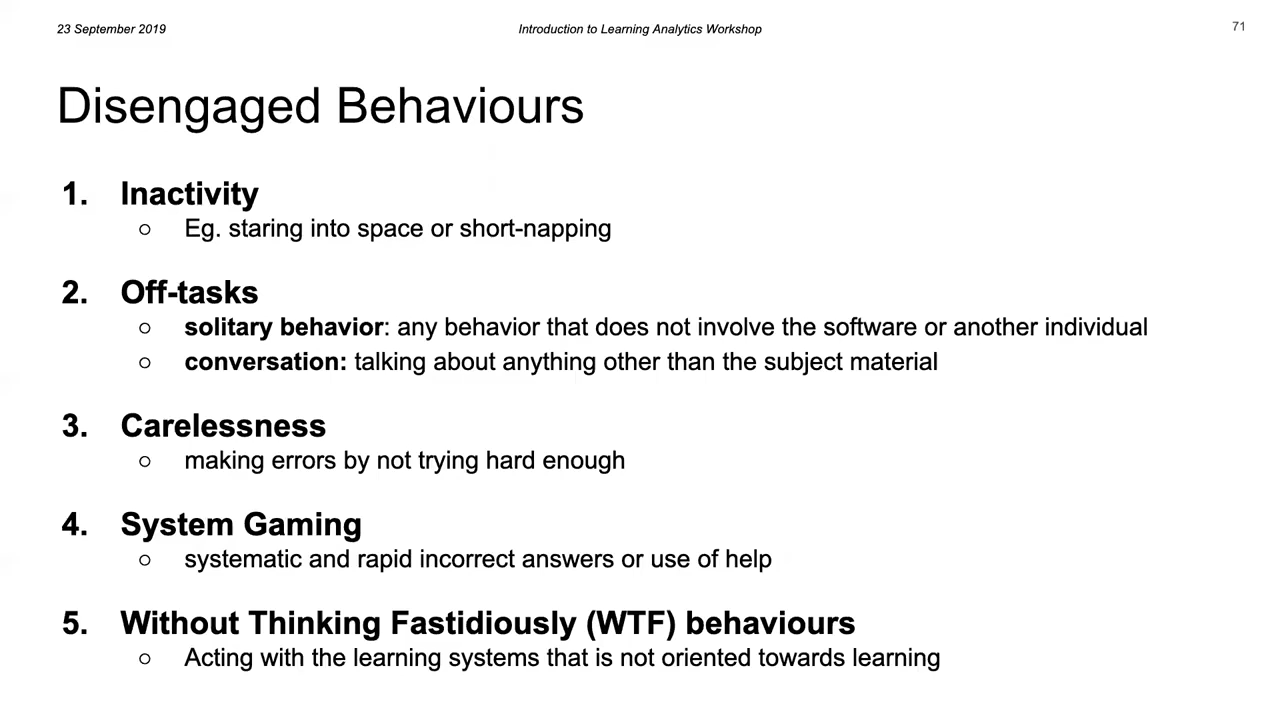 23 September 2019
Introduction to Learning Analytics Workshop
71
Disengaged Behaviours
1. Inactivity
○ Eg. staring into space or short-napping
2. Off-tasks
○ solitary behavior: any behavior that does not involve the software or another individual
○ conversation: talking about anything other than the subject material
3. Carelessness
○ making errors by not trying hard enough
4. System Gaming
○ systematic and rapid incorrect answers or use of help
5. Without Thinking Fastidiously (WTF) behaviours
○ Acting with the learning systems that is not oriented towards learning